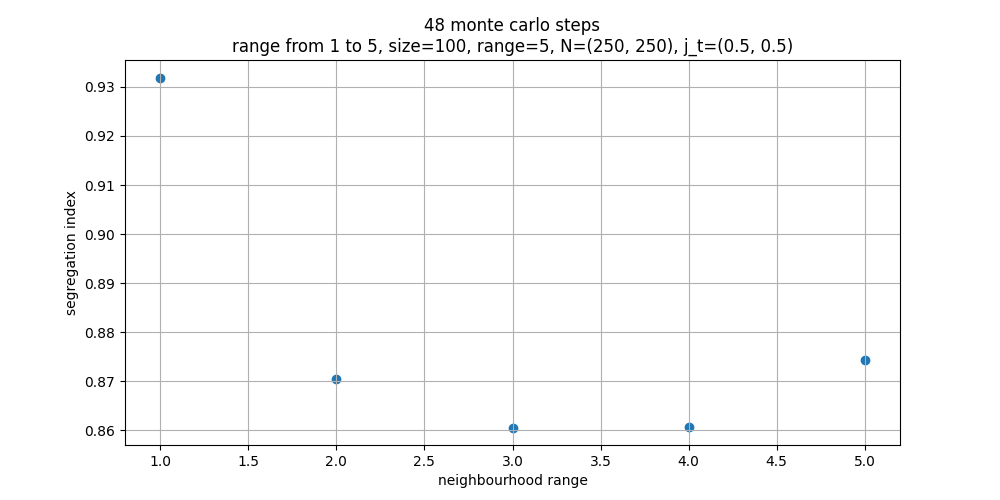 48 monte carlo steps
range from 1 to 5, size=100, range=5, N=(250, 250), j_t=(0.5, 0.5)
0.93
0.92
0.91
0.90
0.89
0.88
0.87
0.86
segregation index
1.0 1.5 2.0 2.5 3.0 3.5 4.0 4.5 5.0
neighbourhood range